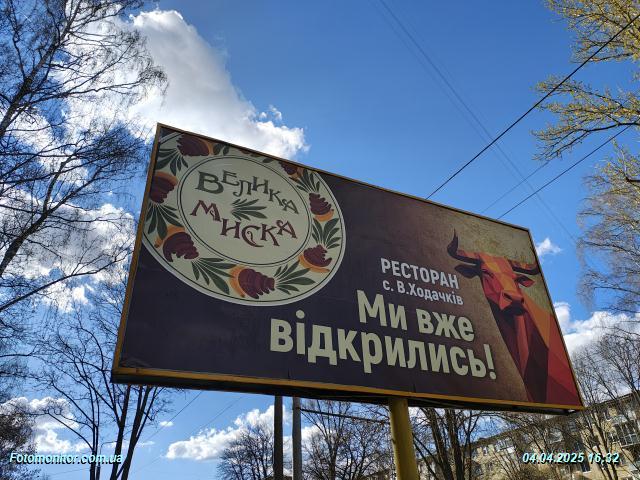 ВЕЛИКА
МИСКА
РЕСТОРАН
с. В.Ходачків
Ми вже
відкрились!
Fotomonitor.com.ua
04.04.2025 16:32